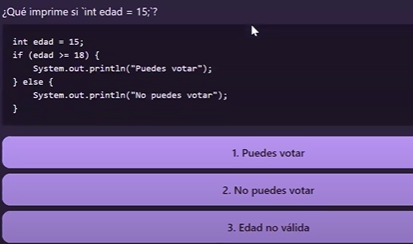 ¿Qué imprime si `int edad = 15;`?
int edad = 15;
if (edad >= 18) {
    System.out.println("Puedes votar");
} else {
    System.out.println("No puedes votar");
}
1. Puedes votar
2. No puedes votar
3. Edad no válida